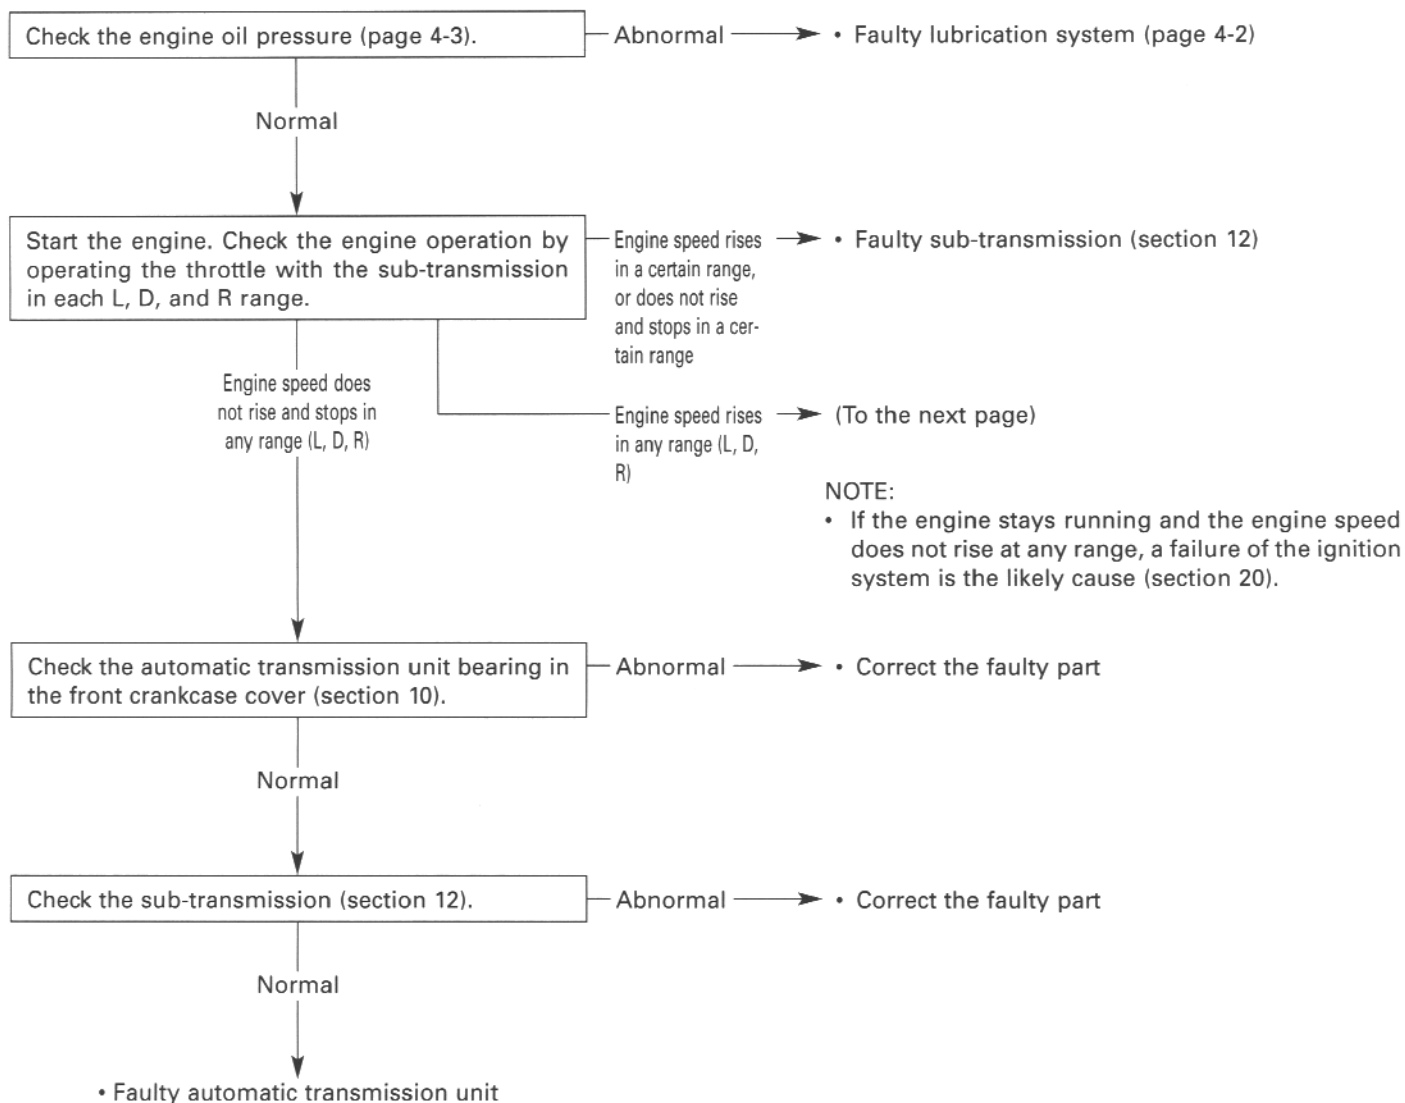 Check the engine oil pressure (page 4-3).
Abnormal
• Faulty lubrication system (page 4-2)
Normal
Start the engine. Check the engine operation by
operating the throttle with the sub-transmission
in each L, D, and R range.
Engine speed rises
in a certain range,
or does not rise
and stops in a cer-
tain range
• Faulty sub-transmission (section 12)
Engine speed does
not rise and stops in
any range (L, D, R)
Engine speed rises
in any range (L, D,
R)
(To the next page)
NOTE:
• If the engine stays running and the engine speed
does not rise at any range, a failure of the ignition
system is the likely cause (section 20).
Check the automatic transmission unit bearing in
the front crankcase cover (section 10).
Abnormal
• Correct the faulty part
Normal
Check the sub-transmission (section 12).
Abnormal
• Correct the faulty part
Normal
• Faulty automatic transmission unit